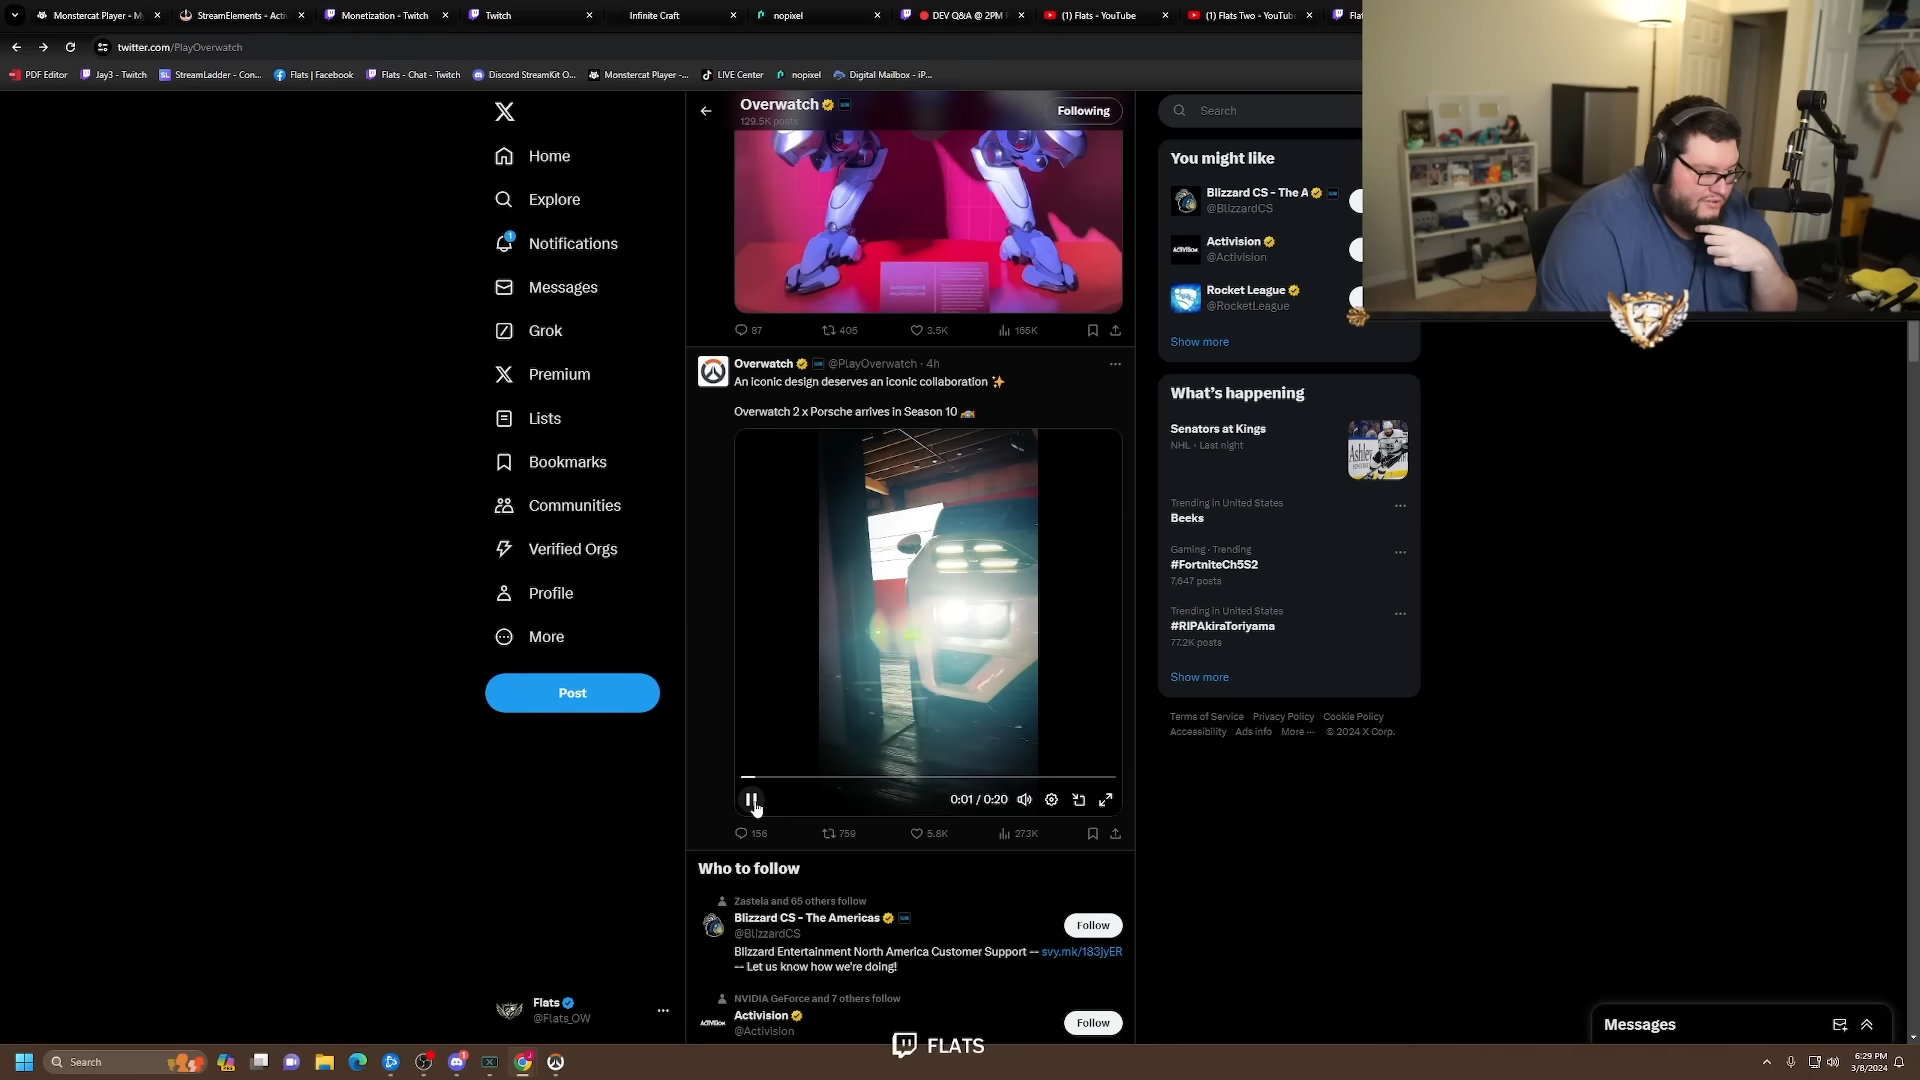 Monstercat Player - My
StreamElements - Activ
Monetization - Twitch
Twitch
Infinite Craft
nopixel
DEV Q&A @ 2PM
(1) Flats - YouTube
(1) Flats Two - YouTub
Flat
twitter.com/PlayOverwatch
PDF Editor
Jay3 - Twitch
StreamLadder - Con...
Flats | Facebook
Flats - Chat - Twitch
Discord StreamKit O...
Monstercat Player -...
LIVE Center
nopixel
Digital Mailbox - iP...
Home
Explore
1
Notifications
Messages
Grok
Premium
Lists
Bookmarks
Communities
Verified Orgs
Profile
More
Post
Flats
@Flats_OW
Overwatch
129.5K posts
Following
87 405 3.5K 165K
Overwatch @PlayOverwatch · 4h
An iconic design deserves an iconic collaboration ✨
Overwatch 2 x Porsche arrives in Season 10
0:01 / 0:20
156 759 5.8K 273K
Who to follow
Zastela and 65 others follow
Blizzard CS - The Americas
@BlizzardCS
Follow
Blizzard Entertainment North America Customer Support -- svy.mk/183jyER
-- Let us know how we're doing!
NVIDIA GeForce and 7 others follow
Activision
@Activision
Follow
FLATS
Search
You might like
Blizzard CS - The A
@BlizzardCS
Activision
@Activision
Rocket League
@RocketLeague
Show more
What's happening
Senators at Kings
NHL · Last night
Trending in United States
Beeks
Gaming · Trending
#FortniteCh5S2
7,647 posts
Trending in United States
#RIPAkiraToriyama
77.2K posts
Show more
Terms of Service Privacy Policy Cookie Policy
Accessibility Ads info More ··· © 2024 X Corp.
Messages
Search
6:29 PM
3/8/2024